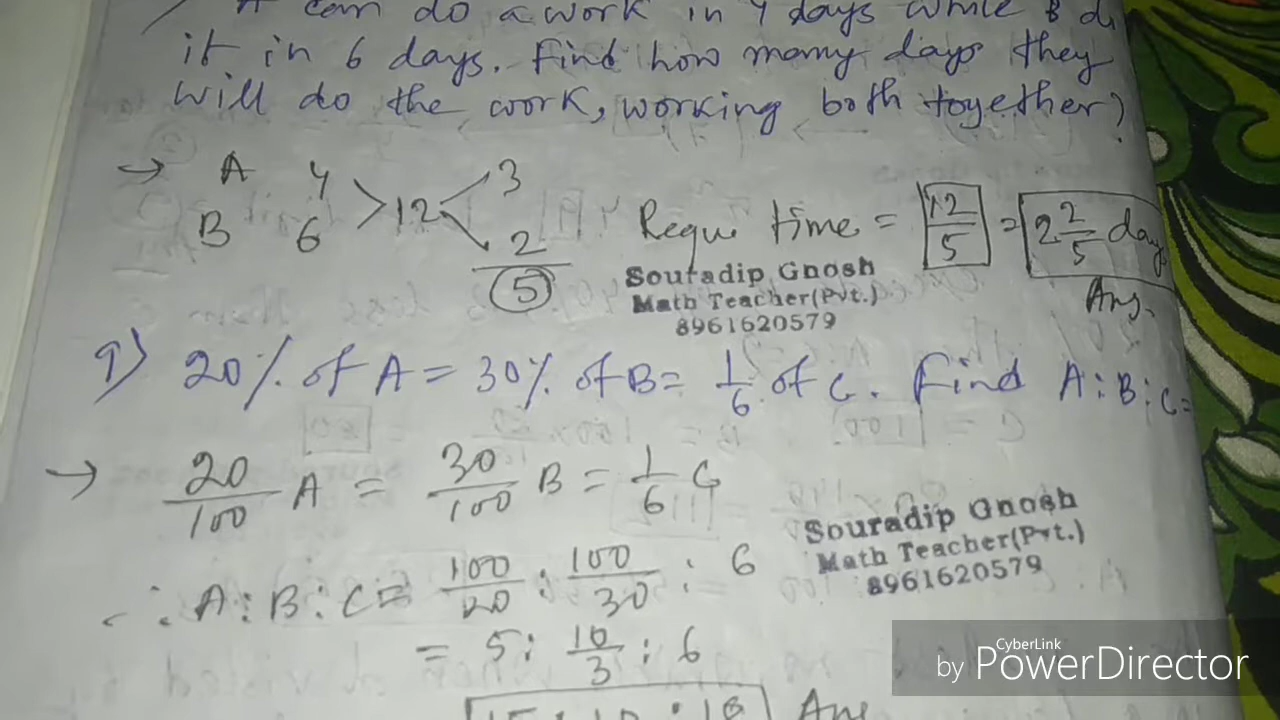 A can do a work in 4 days while B do
it in 6 days. Find how many days they
will do the work, working both together?
→ A 4
B 6 > 12 < 3
2
5
Requ time = 12/5 = 2 2/5 days
Ans.
Souradip Ghosh
Math Teacher(Pvt.)
8961620579
9) 20% of A = 30% of B = 1/6 of C. Find A:B:C=
→ 20/100 A = 30/100 B = 1/6 C
∴ A:B:C = 100/20 : 100/30 : 6
Souradip Ghosh
Math Teacher(Pvt.)
8961620579
= 5 : 10/3 : 6
15 : 10 : 18 Ans
CyberLink
by PowerDirector